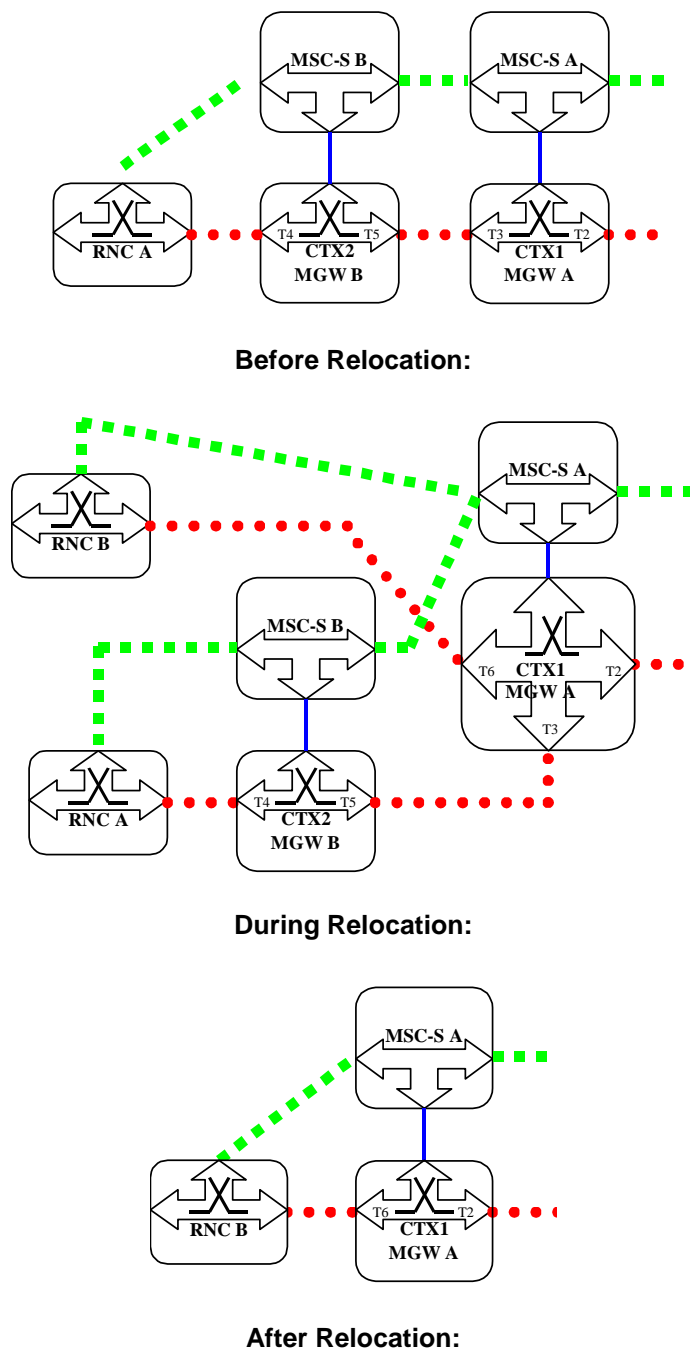 MSC-S B
MSC-S A
T4
T5
T3
T2
RNC A
CTX2
MGW B
CTX1
MGW A
Before Relocation:
MSC-S A
RNC B
MSC-S B
T6
CTX1
T2
MGW A
T3
T4
T5
RNC A
CTX2
MGW B
During Relocation:
MSC-S A
T6
T2
RNC B
CTX1
MGW A
After Relocation: